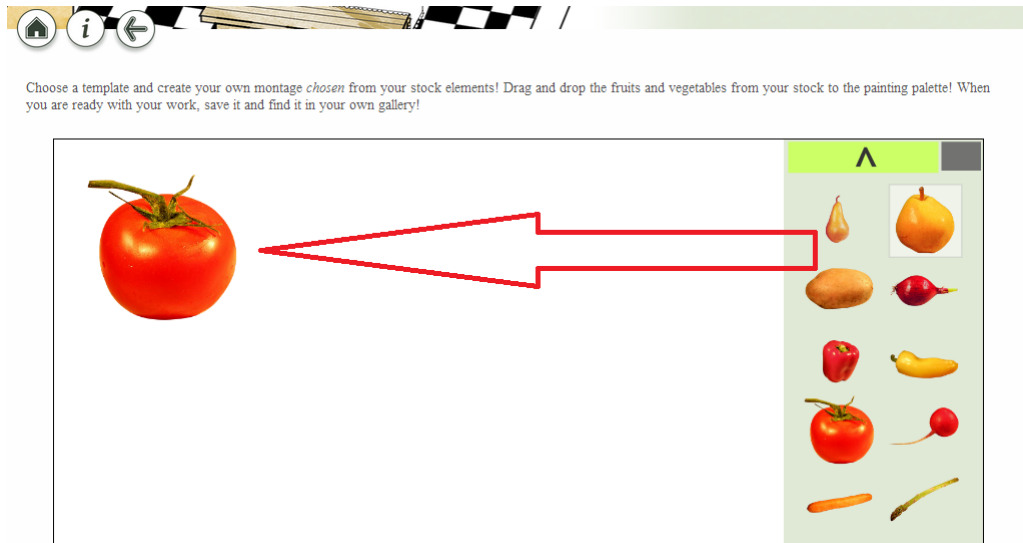 i
Choose a template and create your own montage chosen from your stock elements! Drag and drop the fruits and vegetables from your stock to the painting palette! When
you are ready with your work, save it and find it in your own gallery!